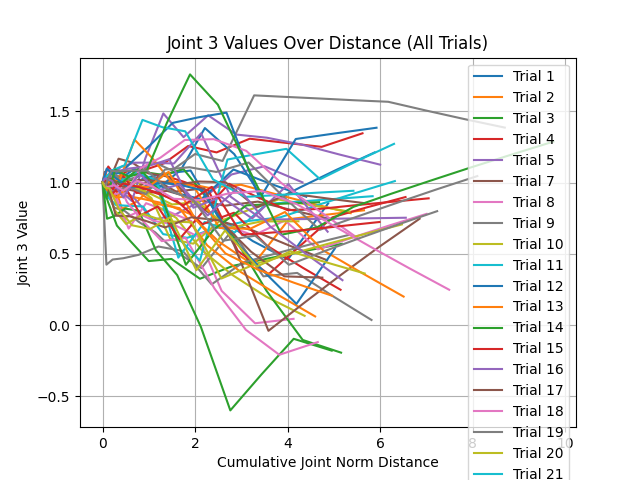 Joint 3 Values Over Distance (All Trials)
Joint 3 Value
1.5
1.0
0.5
0.0
−0.5
0
2
4
6
8
10
Cumulative Joint Norm Distance
Trial 1
Trial 2
Trial 3
Trial 4
Trial 5
Trial 7
Trial 8
Trial 9
Trial 10
Trial 11
Trial 12
Trial 13
Trial 14
Trial 15
Trial 16
Trial 17
Trial 18
Trial 19
Trial 20
Trial 21